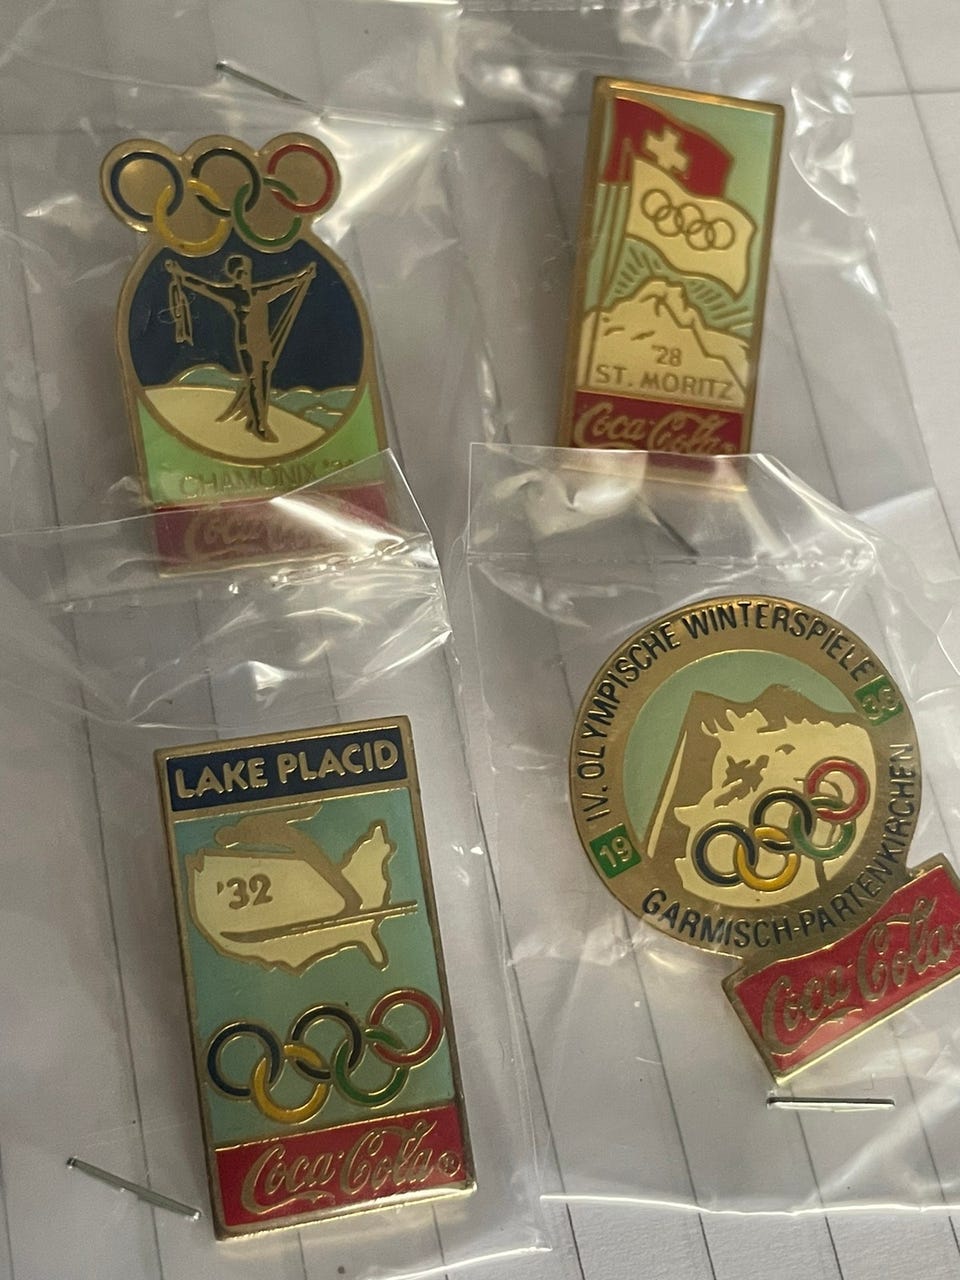 CHAMONIX
Coca-Cola
'28
ST. MORITZ
Coca-Cola
LAKE PLACID
'32
Coca-Cola®
IV. OLYMPISCHE WINTERSPIELE
19 36
GARMISCH-PARTENKIRCHEN
Coca-Cola